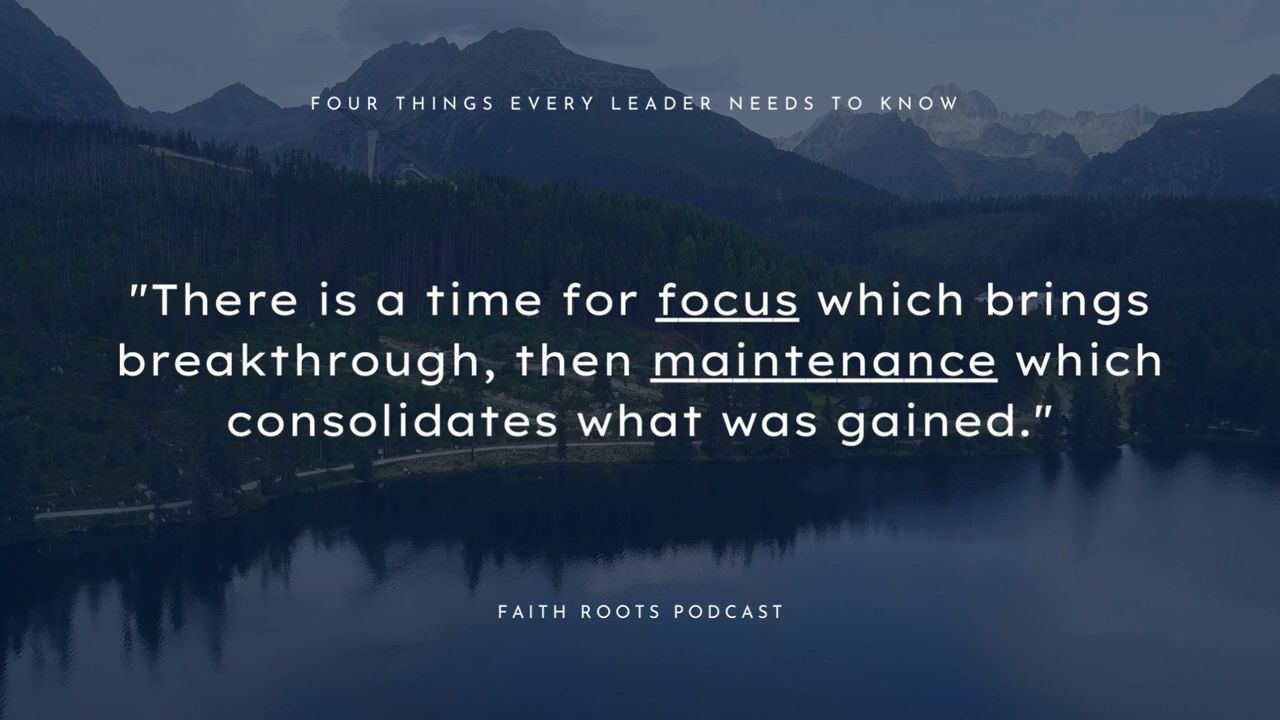 FOUR THINGS EVERY LEADER NEEDS TO KNOW
"There is a time for focus which brings
breakthrough, then maintenance which
consolidates what was gained."
FAITH ROOTS PODCAST